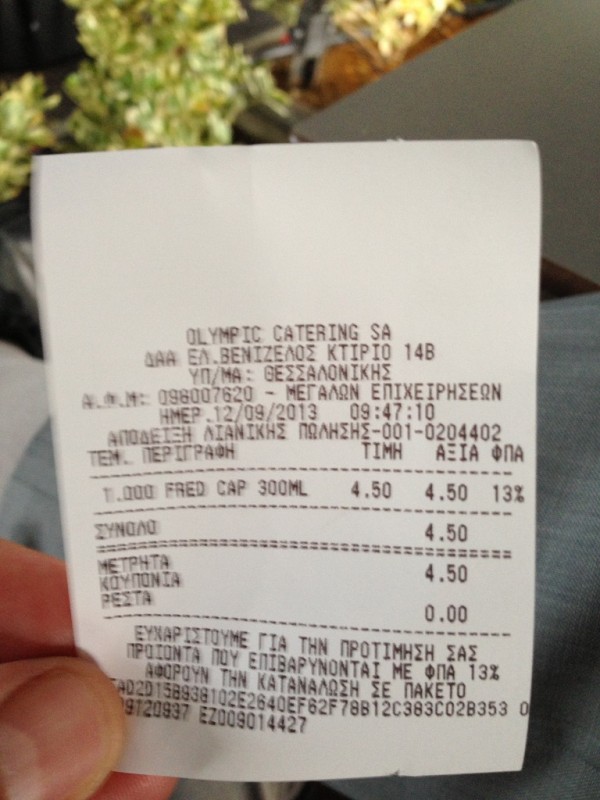 OLYMPIC CATERING SA
ΔΑΑ ΕΛ.ΒΕΝΙΖΕΛΟΣ ΚΤΙΡΙΟ 14Β
ΥΠ/ΜΑ: ΘΕΣΣΑΛΟΝΙΚΗΣ
Α.Φ.Μ: 098007620 - ΜΕΓΑΛΩΝ ΕΠΙΧΕΙΡΗΣΕΩΝ
ΗΜΕΡ.12/09/2013 09:47:10
ΑΠΟΔΕΙΞΗ ΛΙΑΝΙΚΗΣ ΠΩΛΗΣΗΣ-001-0204402
ΤΕΜ. ΠΕΡΙΓΡΑΦΗ ΤΙΜΗ ΑΞΙΑ ΦΠΑ
1.000 FRED CAP 300ML 4.50 4.50 13%
ΣΥΝΟΛΟ 4.50
ΜΕΤΡΗΤΑ 4.50
ΚΟΥΠΟΝΙΑ
ΡΕΣΤΑ 0.00
ΕΥΧΑΡΙΣΤΟΥΜΕ ΓΙΑ ΤΗΝ ΠΡΟΤΙΜΗΣΗ ΣΑΣ
ΠΡΟΙΟΝΤΑ ΠΟΥ ΕΠΙΒΑΡΥΝΟΝΤΑΙ ΜΕ ΦΠΑ 13%
ΑΦΟΡΟΥΝ ΤΗΝ ΚΑΤΑΝΑΛΩΣΗ ΣΕ ΠΑΚΕΤΟ
EZ009014427